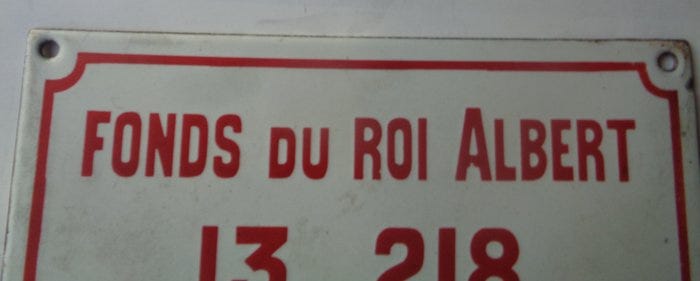 FONDS DU ROI ALBERT
13 218